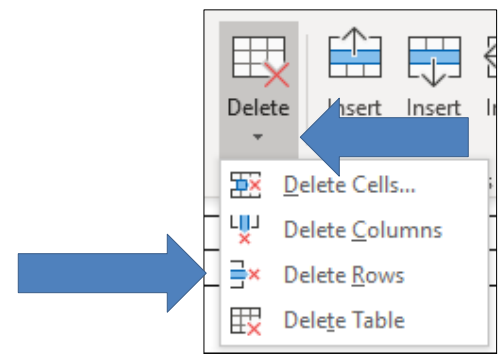 Delete Insert Insert
Delete Cells...
Delete Columns
Delete Rows
Delete Table